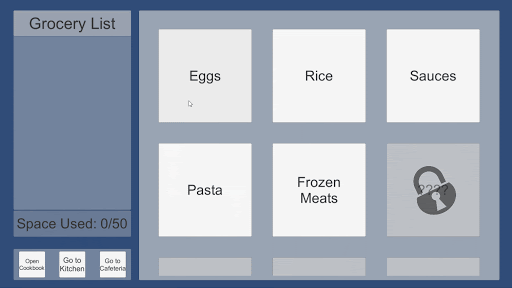 Grocery List
Eggs
Rice
Sauces
Pasta
Frozen
Meats
????
Space Used: 0/50
Open
Cookbook
Go to
Kitchen
Go to
Cafeteria